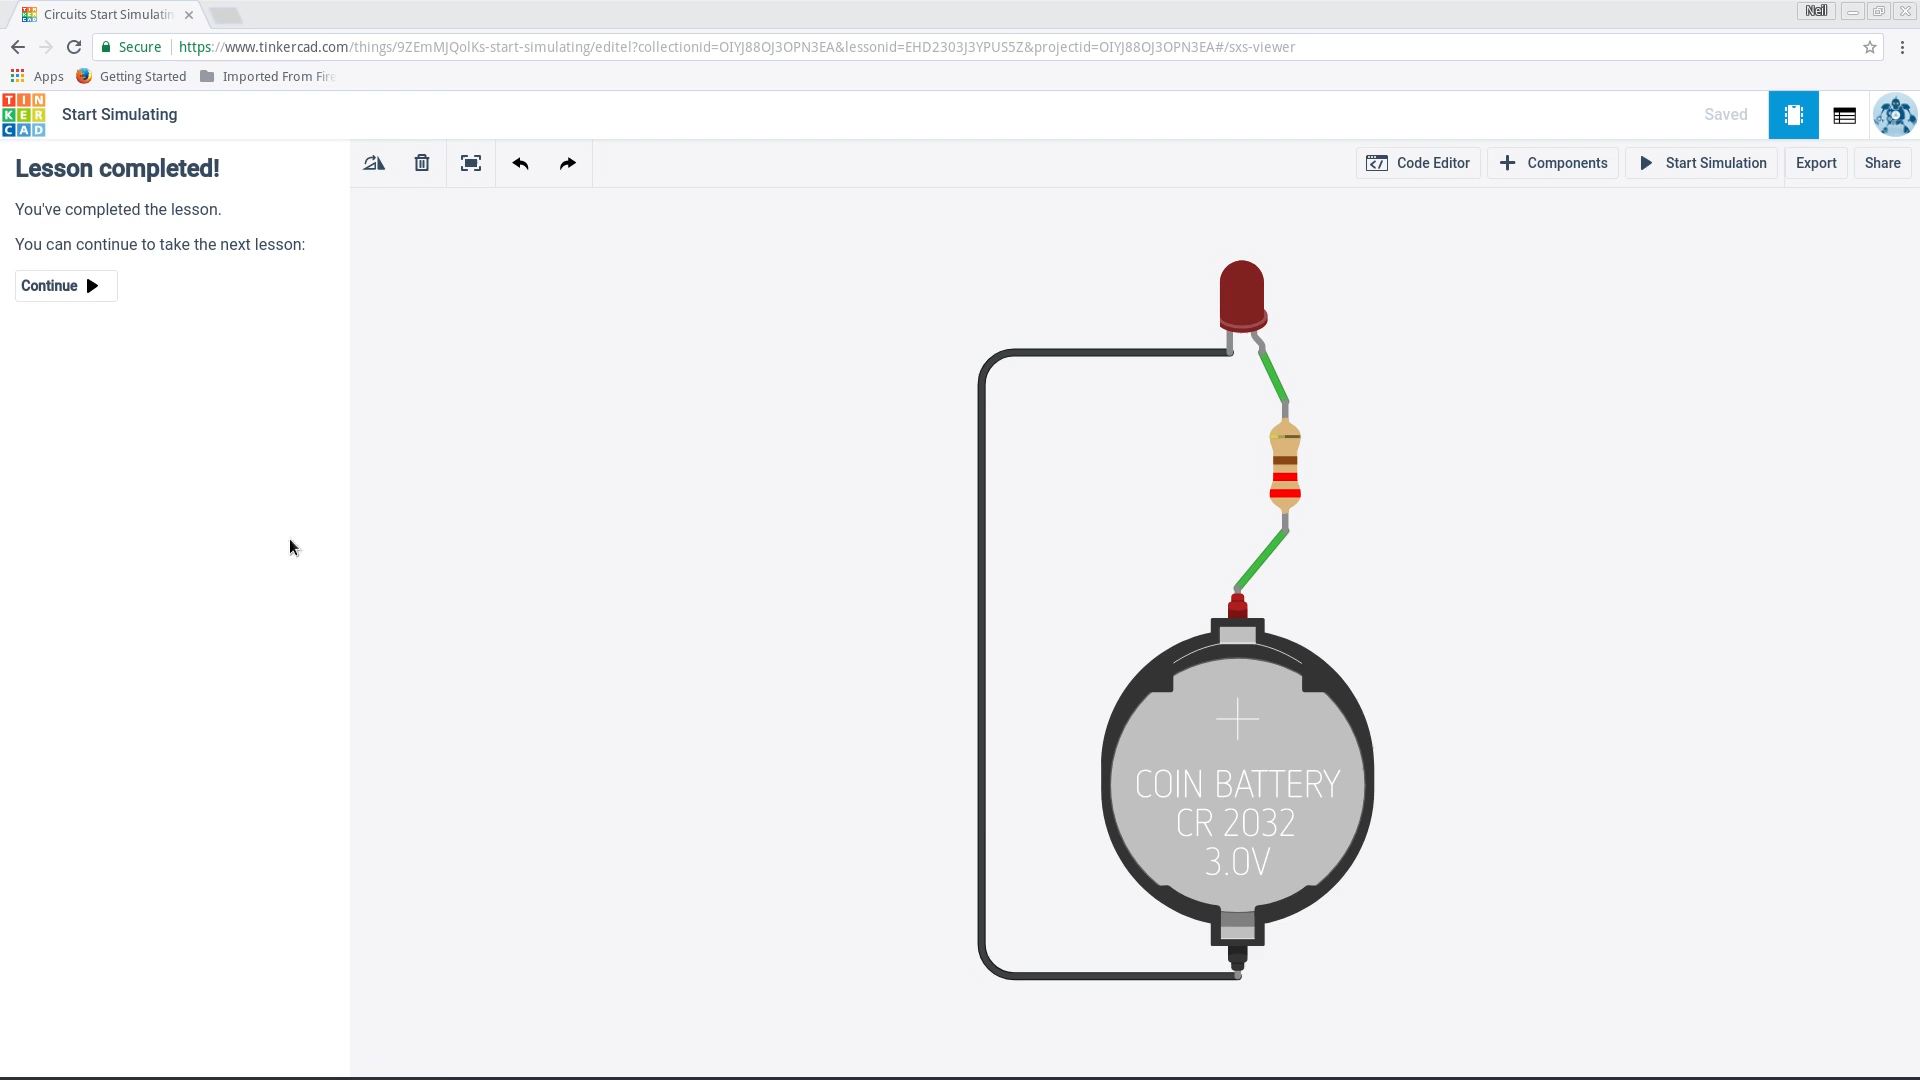 Circuits Start Simulatin
Neil
Secure
https://www.tinkercad.com/things/9ZEmMJQolKs-start-simulating/editel?collectionid=OIYJ88OJ3OPN3EA&lessonid=EHD2303J3YPUS5Z&projectid=OIYJ88OJ3OPN3EA#/sxs-viewer
Apps
Getting Started
Imported From Fire
TIN
KER
CAD
Start Simulating
Saved
Lesson completed!
Code Editor
Components
Start Simulation
Export
Share
You've completed the lesson.
You can continue to take the next lesson:
Continue
COIN BATTERY
CR 2032
3.0V